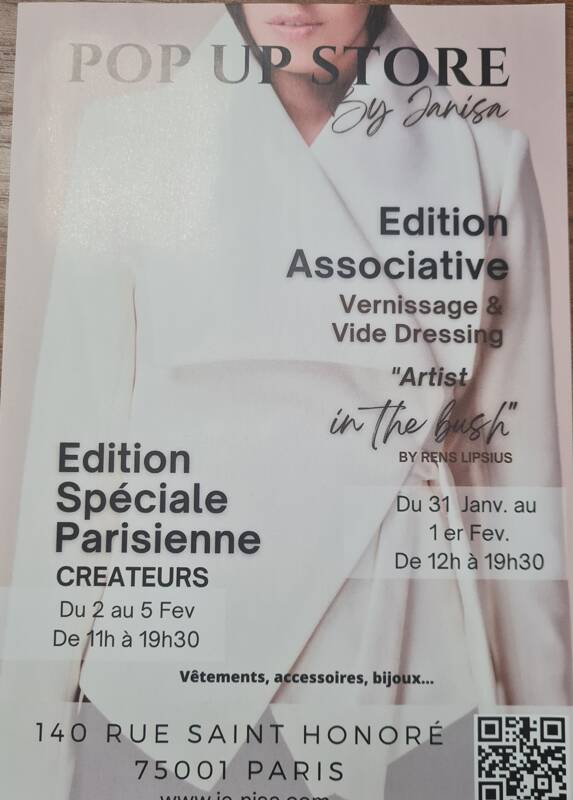 POP UP STORE
By Janisa
Edition
Associative
Vernissage &
Vide Dressing
"Artist
in the bush"
BY RENS LIPSIUS
Du 31 Janv. au
1 er Fev.
De 12h à 19h30
Edition
Spéciale
Parisienne
CREATEURS
Du 2 au 5 Fev
De 11h à 19h30
Vêtements, accessoires, bijoux...
140 RUE SAINT HONORÉ
75001 PARIS